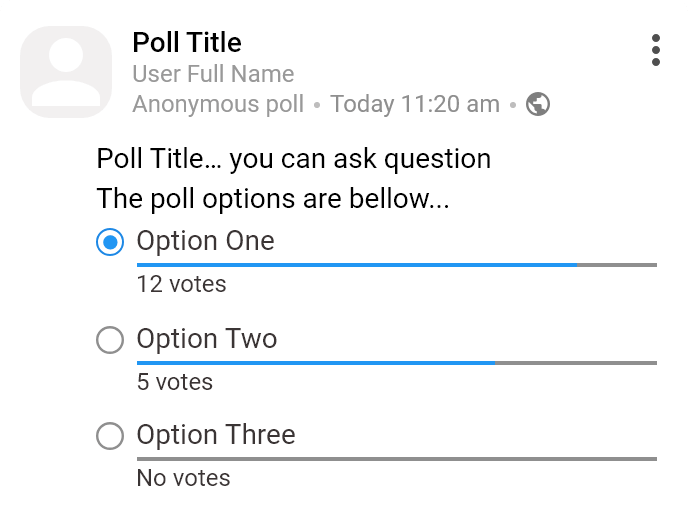 Poll Title
User Full Name
Anonymous poll • Today 11:20 am •
Poll Title... you can ask question
The poll options are bellow...
Option One
12 votes
Option Two
5 votes
Option Three
No votes